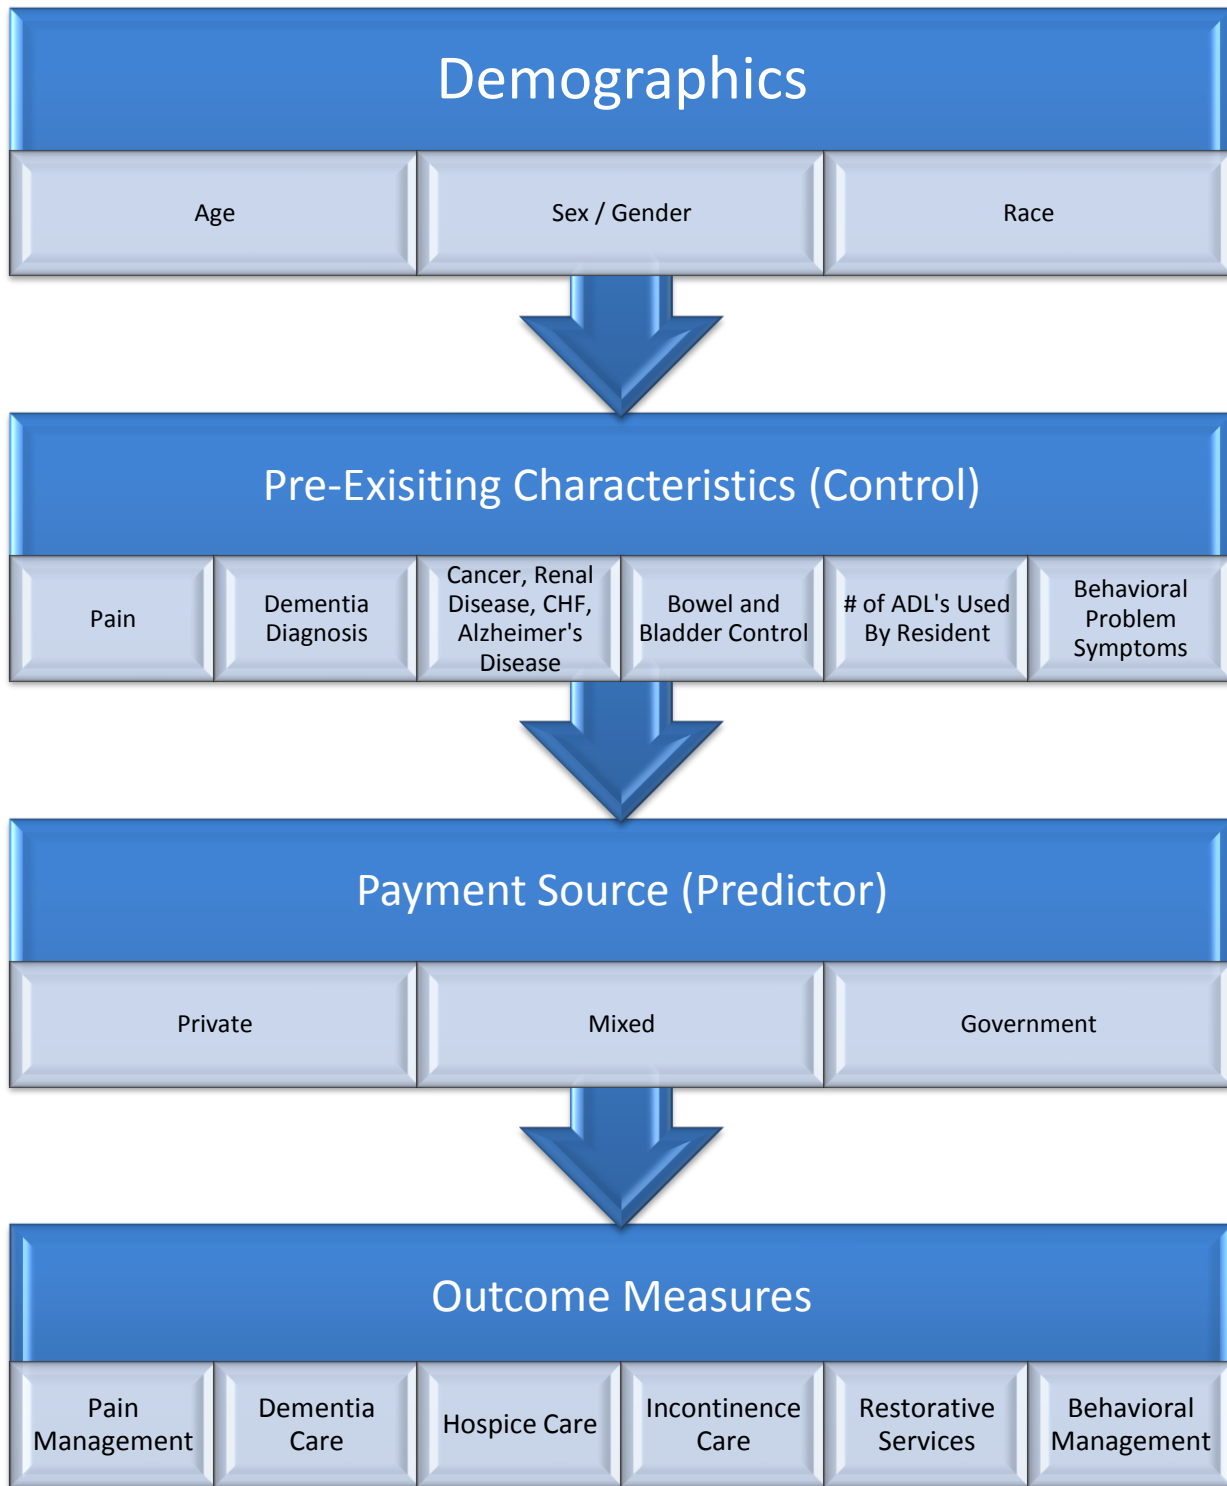 Demographics
Age
Sex / Gender
Race
Pre-Exisiting Characteristics (Control)
Pain
Dementia
Diagnosis
Cancer, Renal
Disease, CHF,
Alzheimer's
Disease
Bowel and
Bladder Control
# of ADL's Used
By Resident
Behavioral
Problem
Symptoms
Payment Source (Predictor)
Private
Mixed
Government
Outcome Measures
Pain
Management
Dementia
Care
Hospice Care
Incontinence
Care
Restorative
Services
Behavioral
Management